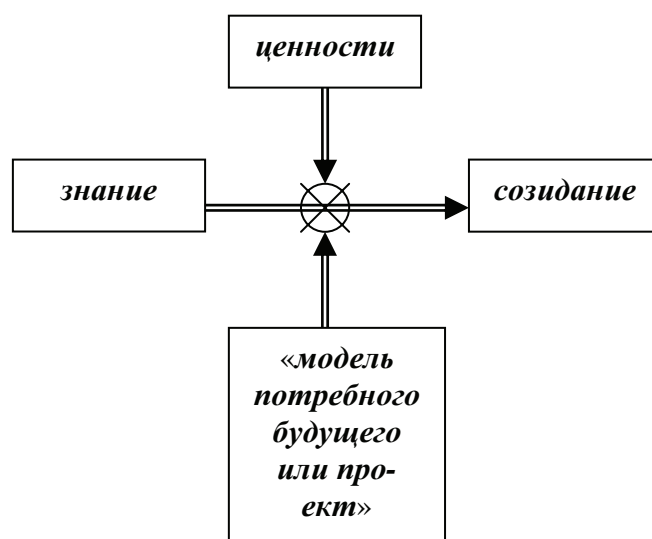 ценности
знание
созидание
«модель
потребного
будущего
или про-
ект»